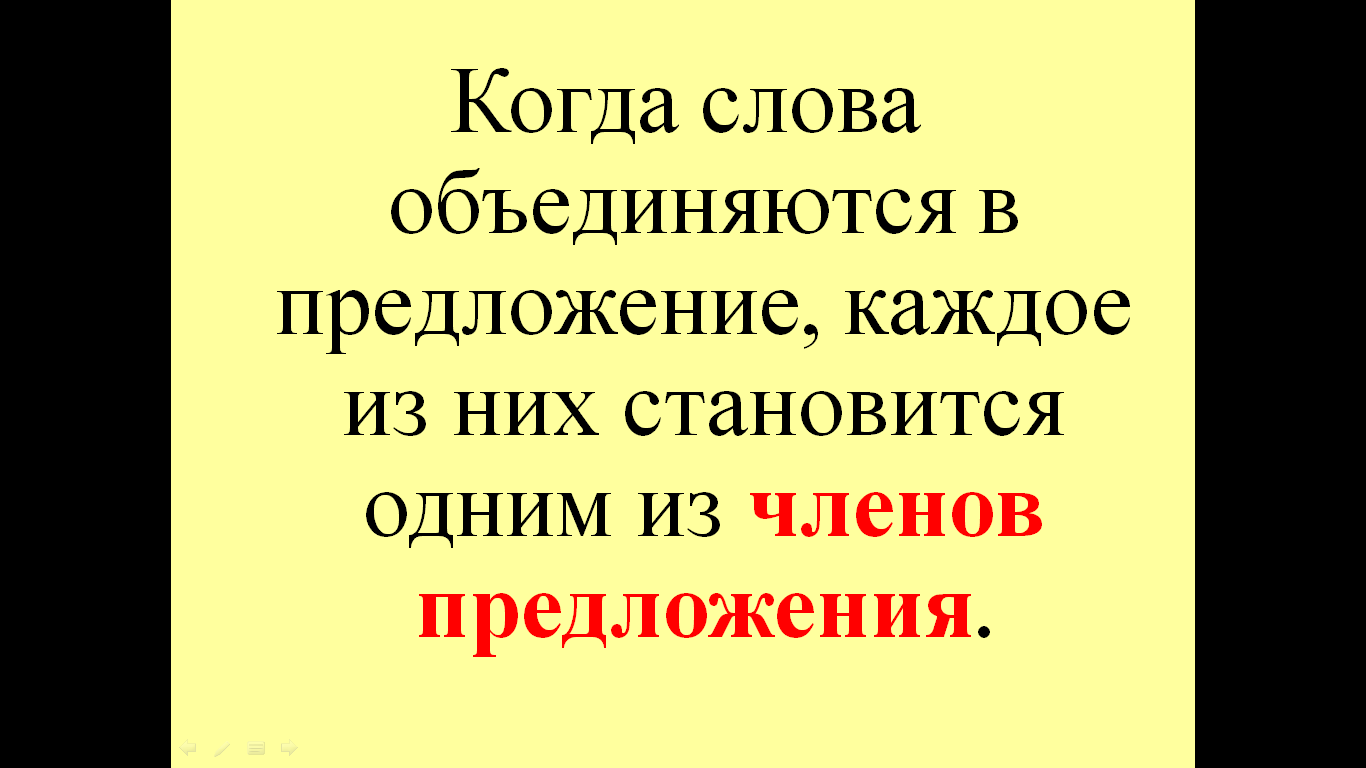 Когда слова
объединяются в
предложение, каждое
из них становится
одним из членов
предложения.